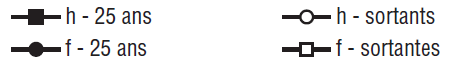 h - 25 ans
h - sortants
f - 25 ans
f - sortantes